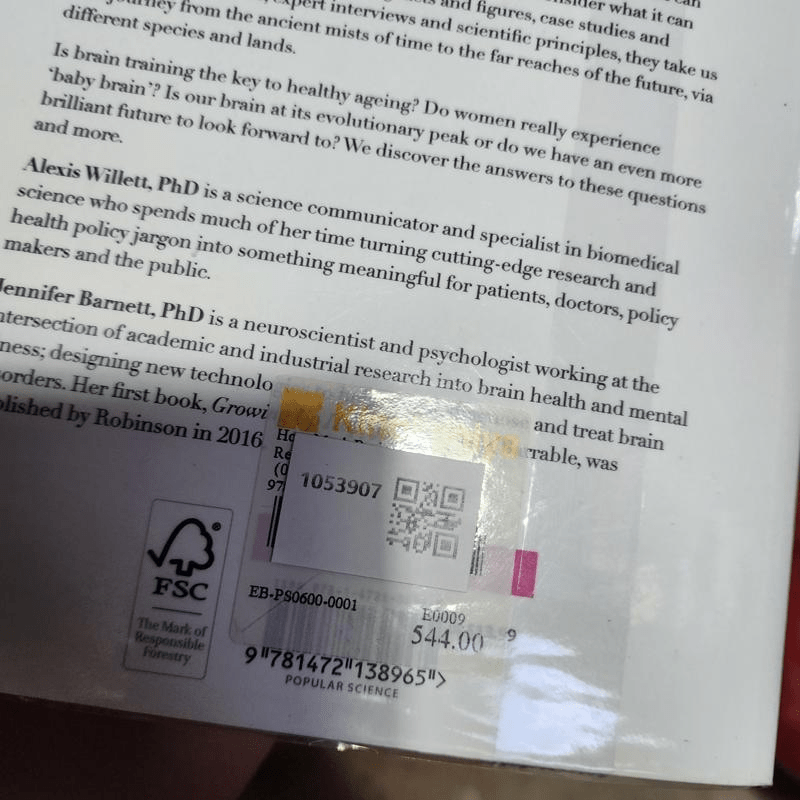 and figures, case studies and
journey from the ancient mists of time to the far reaches of the future, via
expert interviews and scientific principles, they take us
consider what it can
different species and lands.
Is brain training the key to healthy ageing? Do women really experience
'baby brain'? Is our brain at its evolutionary peak or do we have an even more
brilliant future to look forward to? We discover the answers to these questions
and more.
Alexis Willett, PhD is a science communicator and specialist in biomedical
science who spends much of her time turning cutting-edge research and
health policy jargon into something meaningful for patients, doctors, policy
makers and the public.
Jennifer Barnett, PhD is a neuroscientist and psychologist working at the
ntersection of academic and industrial research into brain health and mental
ness; designing new technolo
and treat brain
orders. Her first book, Growi
rrable, was
lished by Robinson in 2016
Re
(0
97
1053907
FSC
®
The Mark of
Responsible
Forestry
EB-PS0600-0001
E0009
544.00
9
9"781472"138965">
POPULAR SCIENCE